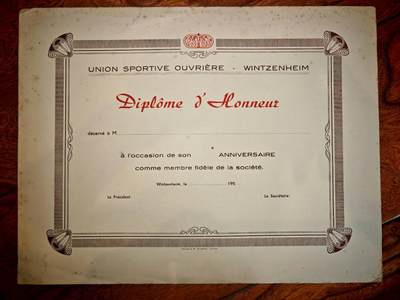 UNION SPORTIVE OUVRIÈRE - WINTZENHEIM
Diplôme d'Honneur
décerné à M
à l'occasion de son e ANNIVERSAIRE
comme membre fidèle de la société.
Wintzenheim, le 195
Le Président: Le Secrétaire: